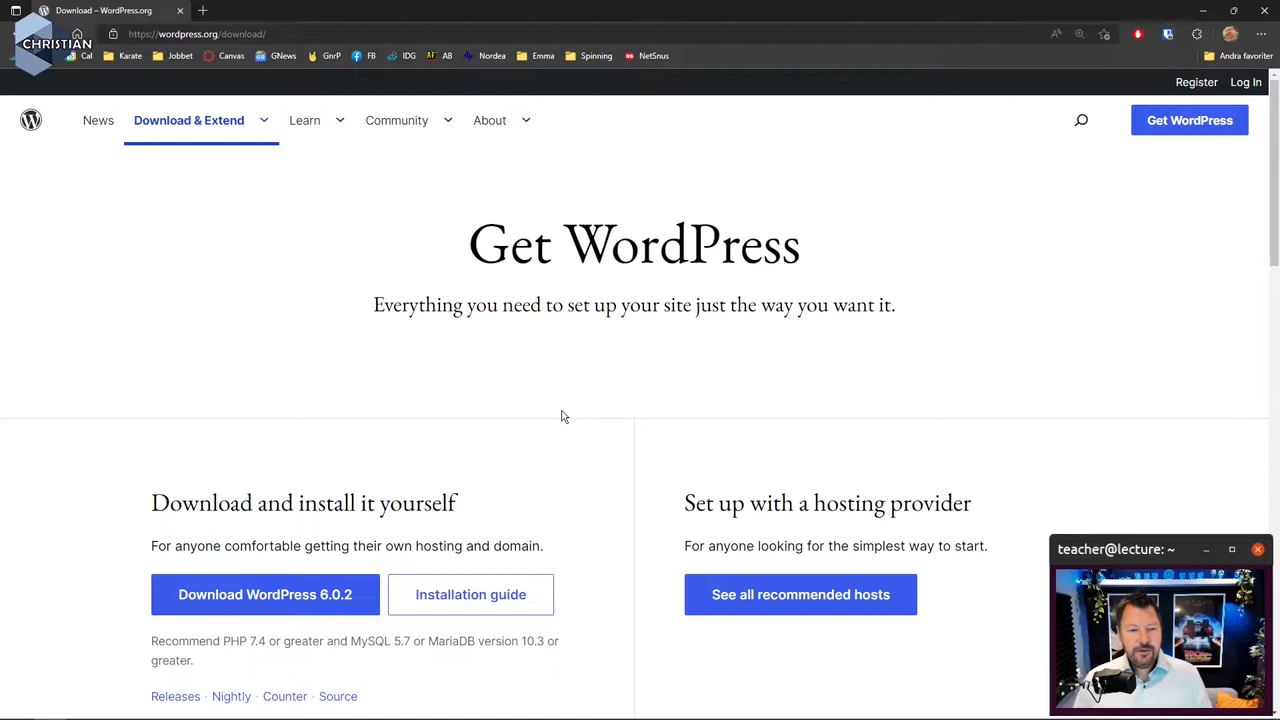 Download – WordPress.org
CHRISTIAN
https://wordpress.org/download/
Cal
Karate
Jobbet
Canvas
GNews
GnrP
FB
IDG
AB
Nordea
Emma
Spinning
NetSnus
Andra favoriter
Register
Log In
News
Download & Extend
Learn
Community
About
Get WordPress
Get WordPress
Everything you need to set up your site just the way you want it.
Download and install it yourself
For anyone comfortable getting their own hosting and domain.
Download WordPress 6.0.2
Installation guide
Recommend PHP 7.4 or greater and MySQL 5.7 or MariaDB version 10.3 or
greater.
Releases · Nightly · Counter · Source
Set up with a hosting provider
For anyone looking for the simplest way to start.
See all recommended hosts
teacher@lecture: ~